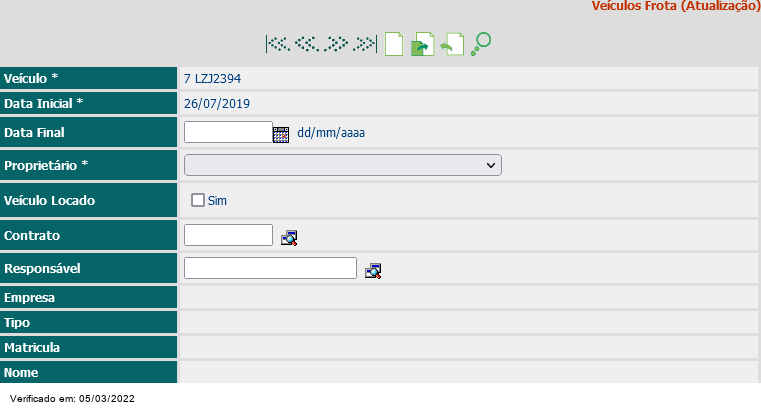 Veículos Frota (Atualização)
Veículo * 7 LZJ2394
Data Inicial * 26/07/2019
Data Final dd/mm/aaaa
Proprietário *
Veículo Locado Sim
Contrato
Responsável
Empresa
Tipo
Matricula
Nome
Verificado em: 05/03/2022